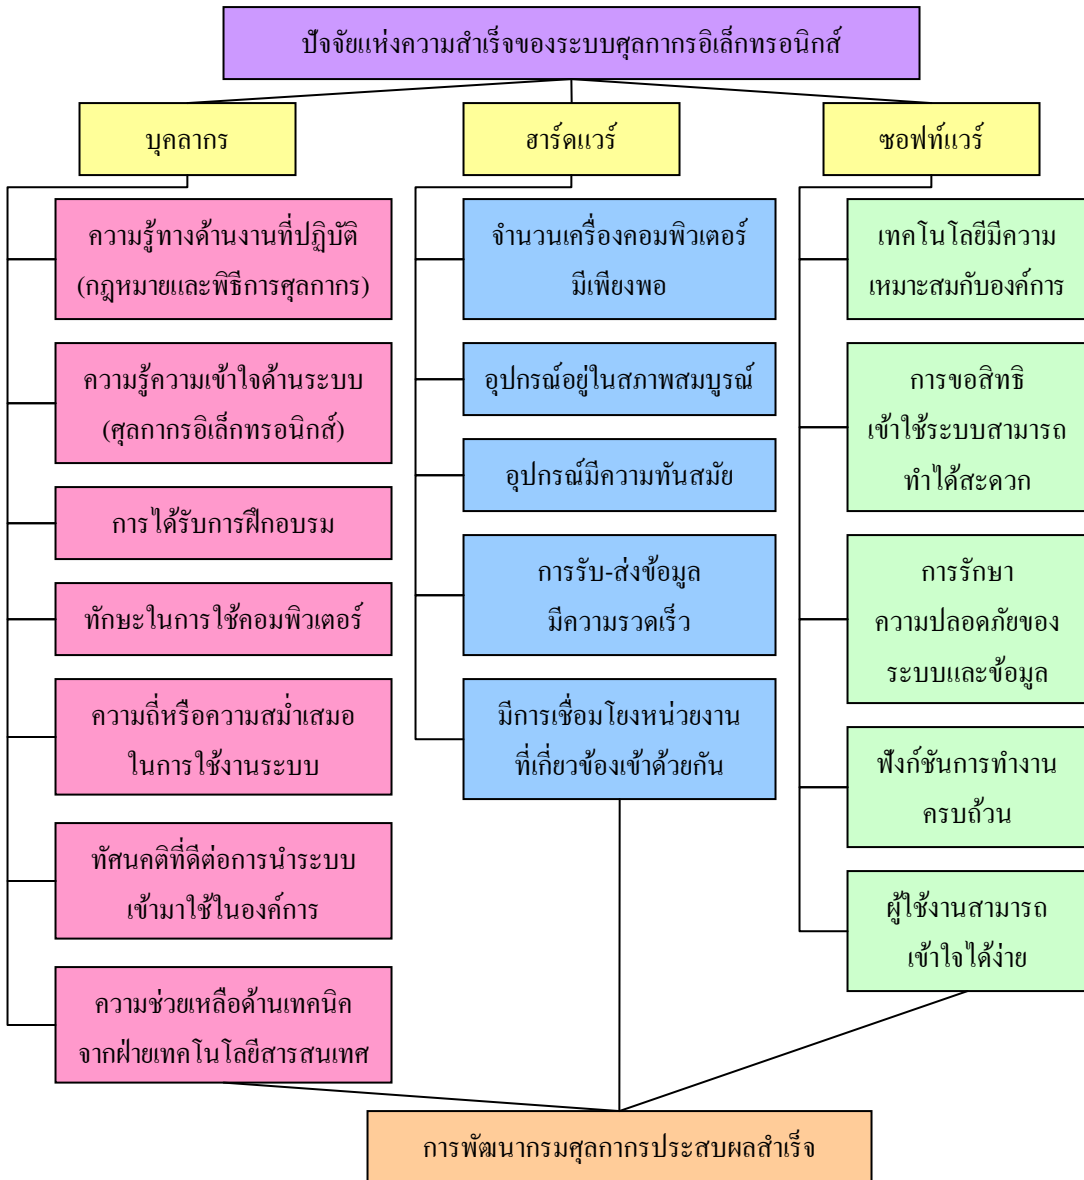 ปัจจัยแห่งความสำเร็จของระบบศุลกากรอิเล็กทรอนิกส์
บุคลากร
ความรู้ทางด้านงานที่ปฏิบัติ
(กฎหมายและพิธีการศุลกากร)
ความรู้ความเข้าใจด้านระบบ
(ศุลกากรอิเล็กทรอนิกส์)
การได้รับการฝึกอบรม
ทักษะในการใช้คอมพิวเตอร์
ความถี่หรือความสม่ำเสมอ
ในการใช้งานระบบ
ทัศนคติที่ดีต่อการนำระบบ
เข้ามาใช้ในองค์การ
ความช่วยเหลือด้านเทคนิค
จากฝ่ายเทคโนโลยีสารสนเทศ
ฮาร์ดแวร์
จำนวนเครื่องคอมพิวเตอร์
มีเพียงพอ
อุปกรณ์อยู่ในสภาพสมบูรณ์
อุปกรณ์มีความทันสมัย
การรับ-ส่งข้อมูล
มีความรวดเร็ว
มีการเชื่อมโยงหน่วยงาน
ที่เกี่ยวข้องเข้าด้วยกัน
ซอฟท์แวร์
เทคโนโลยีมีความ
เหมาะสมกับองค์การ
การขอสิทธิ
เข้าใช้ระบบสามารถ
ทำได้สะดวก
การรักษา
ความปลอดภัยของ
ระบบและข้อมูล
ฟังก์ชันการทำงาน
ครบถ้วน
ผู้ใช้งานสามารถ
เข้าใจได้ง่าย
การพัฒนากรมศุลกากรประสบผลสำเร็จ